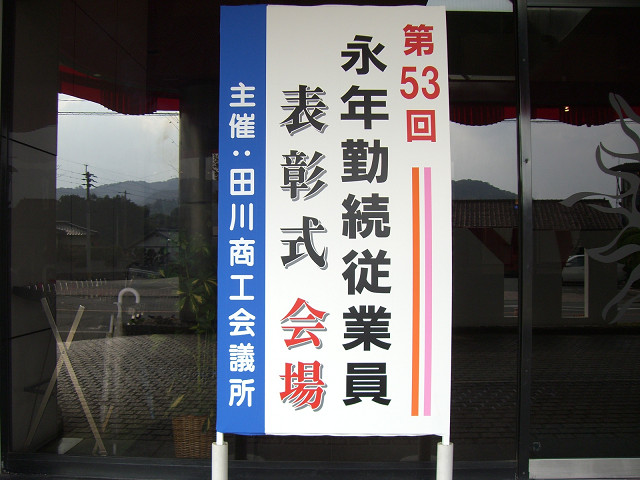 第53回
永年勤続従業員
表彰式 会場
主催：田川商工会議所